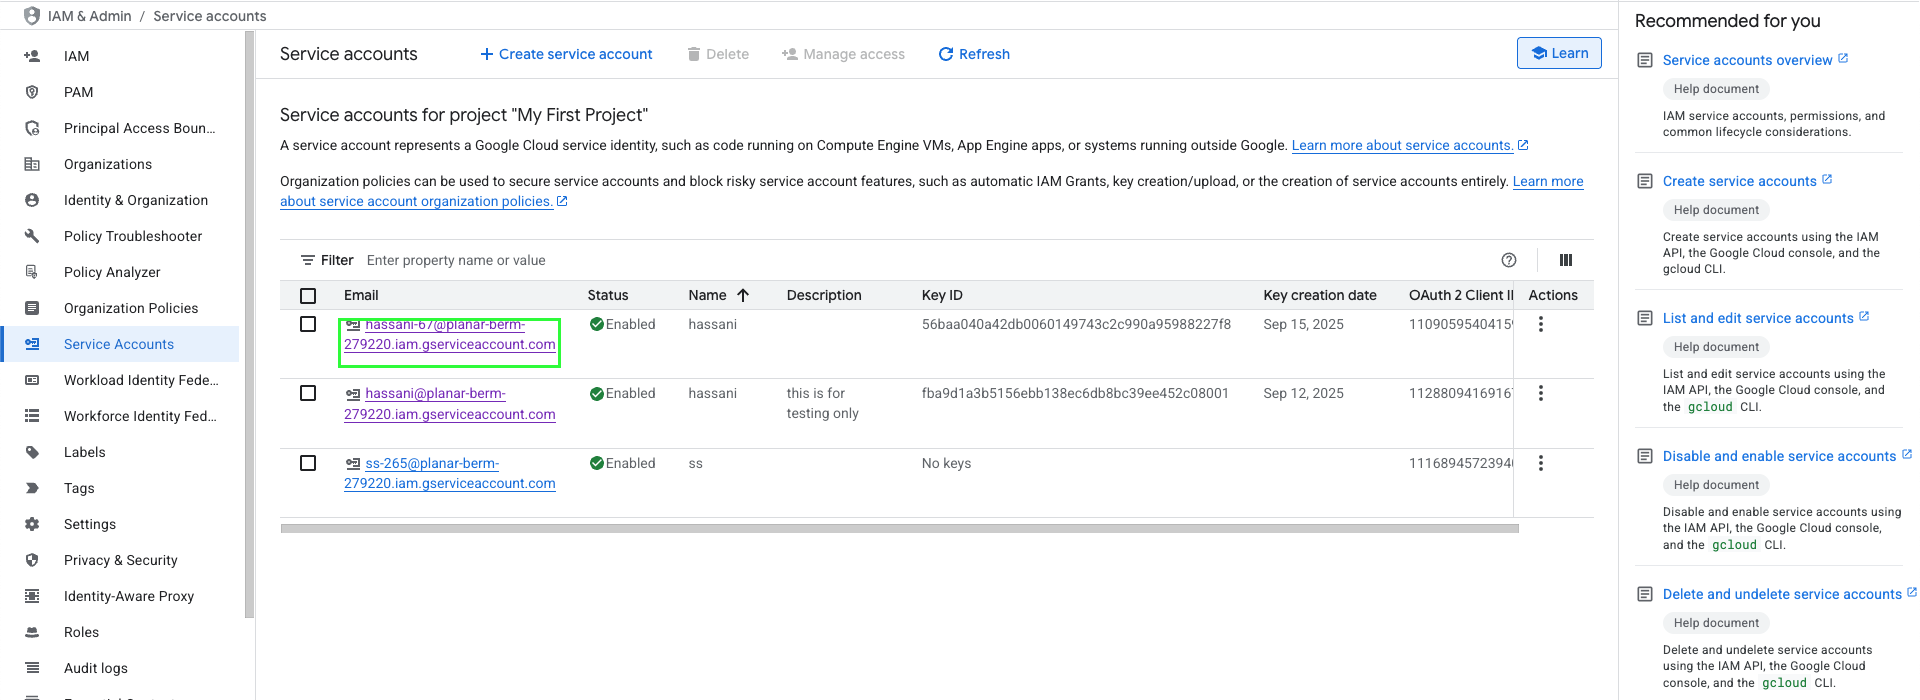 IAM & Admin / Service accounts
IAM
PAM
Principal Access Boun...
Organizations
Identity & Organization
Policy Troubleshooter
Policy Analyzer
Organization Policies
Service Accounts
Workload Identity Fede...
Workforce Identity Fed...
Labels
Tags
Settings
Privacy & Security
Identity-Aware Proxy
Roles
Audit logs
Service accounts
Create service account
Delete
Manage access
Refresh
Learn
Service accounts for project "My First Project"
A service account represents a Google Cloud service identity, such as code running on Compute Engine VMs, App Engine apps, or systems running outside Google. Learn more about service accounts.
Organization policies can be used to secure service accounts and block risky service account features, such as automatic IAM Grants, key creation/upload, or the creation of service accounts entirely. Learn more
about service account organization policies.
Filter Enter property name or value
Email Status Name Description Key ID Key creation date OAuth 2 Client Actions
hassani-67@planar-berm- Enabled hassani 56baa040a42db0060149743c2c990a95988227f8 Sep 15, 2025 1109059540415
279220.iam.gserviceaccount.com
hassani@planar-berm- Enabled hassani this is for fba9d1a3b5156ebb138ec6db8bc39ee452c08001 Sep 12, 2025 1128809416916
279220.iam.gserviceaccount.com testing only
ss-265@planar-berm- Enabled ss No keys 1116894572394
279220.iam.gserviceaccount.com
Recommended for you
Service accounts overview
Help document
IAM service accounts, permissions, and
common lifecycle considerations.
Create service accounts
Help document
Create service accounts using the IAM
API, the Google Cloud console, and the
gcloud CLI.
List and edit service accounts
Help document
List and edit service accounts using the
IAM API, the Google Cloud console, and
the gcloud CLI.
Disable and enable service accounts
Help document
Disable and enable service accounts using
the IAM API, the Google Cloud console,
and the gcloud CLI.
Delete and undelete service accounts
Help document
Delete and undelete service accounts
using the IAM API, the Google Cloud
console, and the gcloud CLI.